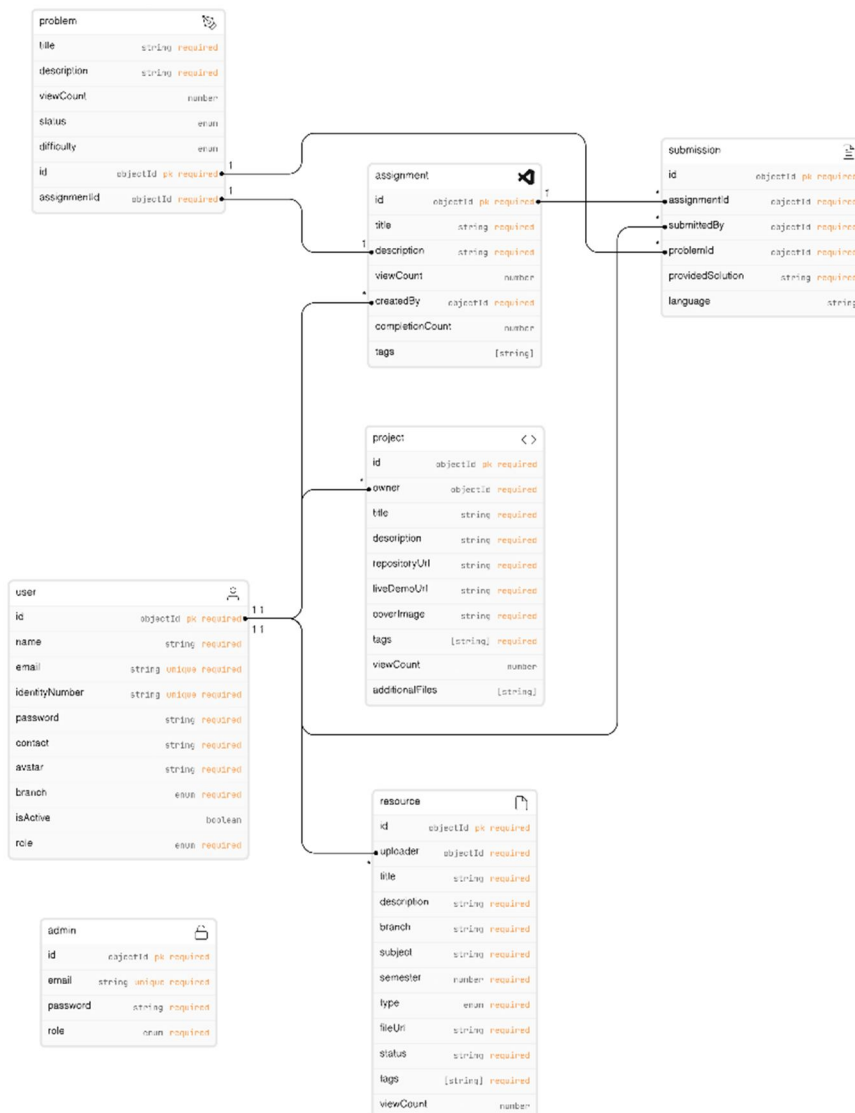 problem
title string required
description string required
viewCount number
status enum
difficulty enum
id objectId pk required
assignmentId objectId required
1
1
assignment
id objectId pk required
title string required
description string required
viewCount number
createdBy objectId required
completionCount number
tags [string]
1
1
*
submission
id objectId required
assignmentId objectId required
submittedBy objectId required
problemId objectId required
providedSolution string required
language string
*
*
*
project
id objectId pk required
owner objectId required
title string required
description string required
repositoryUrl string required
liveDemoUrl string required
coverImage string required
tags [string] required
viewCount number
additionalFiles [string]
*
user
id objectId pk required
name string required
email string unique required
identityNumber string unique required
password string required
contact string required
avatar string required
branch enum required
isActive boolean
role enum required
1 1
1 1
resource
id objectId pk required
uploader objectId required
title string required
description string required
branch string required
subject string required
semester number required
type enum required
fileUrl string required
status string required
tags [string] required
viewCount number
*
admin
id objectId pk required
email string unique required
password string required
role enum required